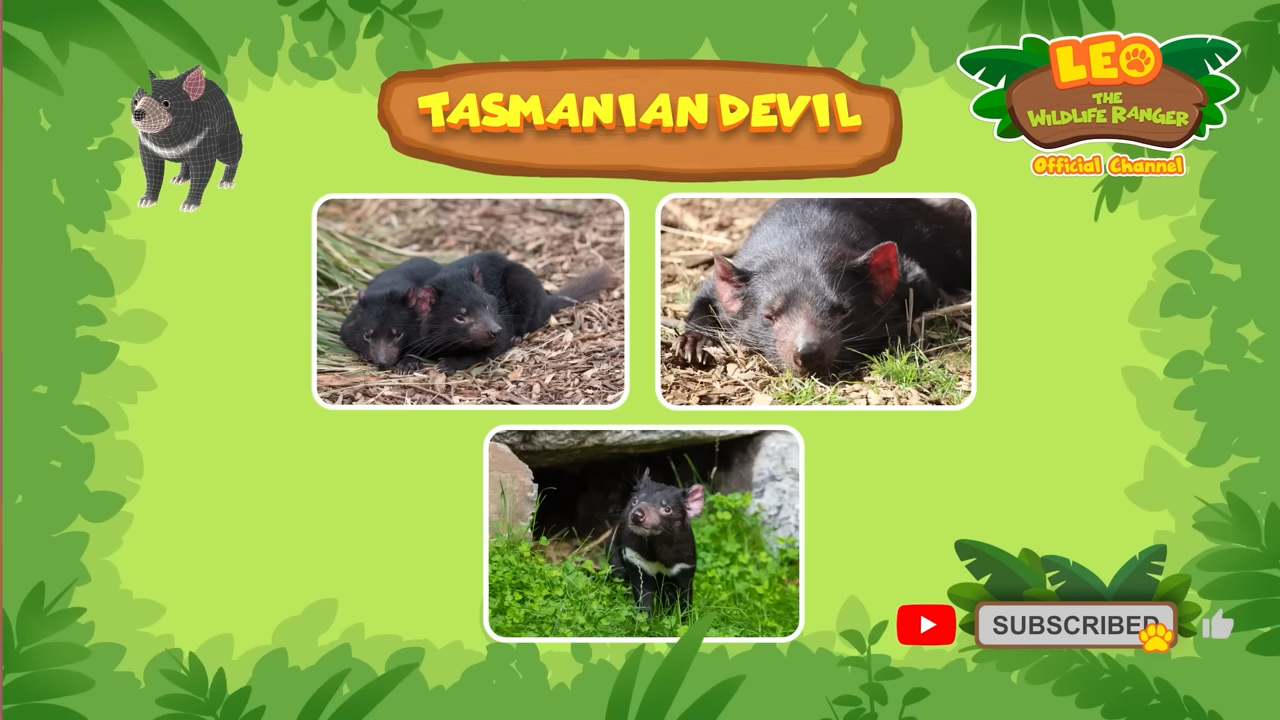 TASMANIAN DEVIL
LEO
THE
WILDLIFE RANGER
Official Channel
SUBSCRIBED